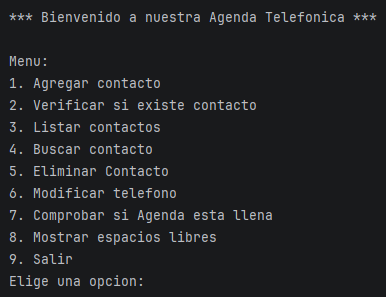 *** Bienvenido a nuestra Agenda Telefonica ***
Menu:
1. Agregar contacto
2. Verificar si existe contacto
3. Listar contactos
4. Buscar contacto
5. Eliminar Contacto
6. Modificar telefono
7. Comprobar si Agenda esta llena
8. Mostrar espacios libres
9. Salir
Elige una opcion: